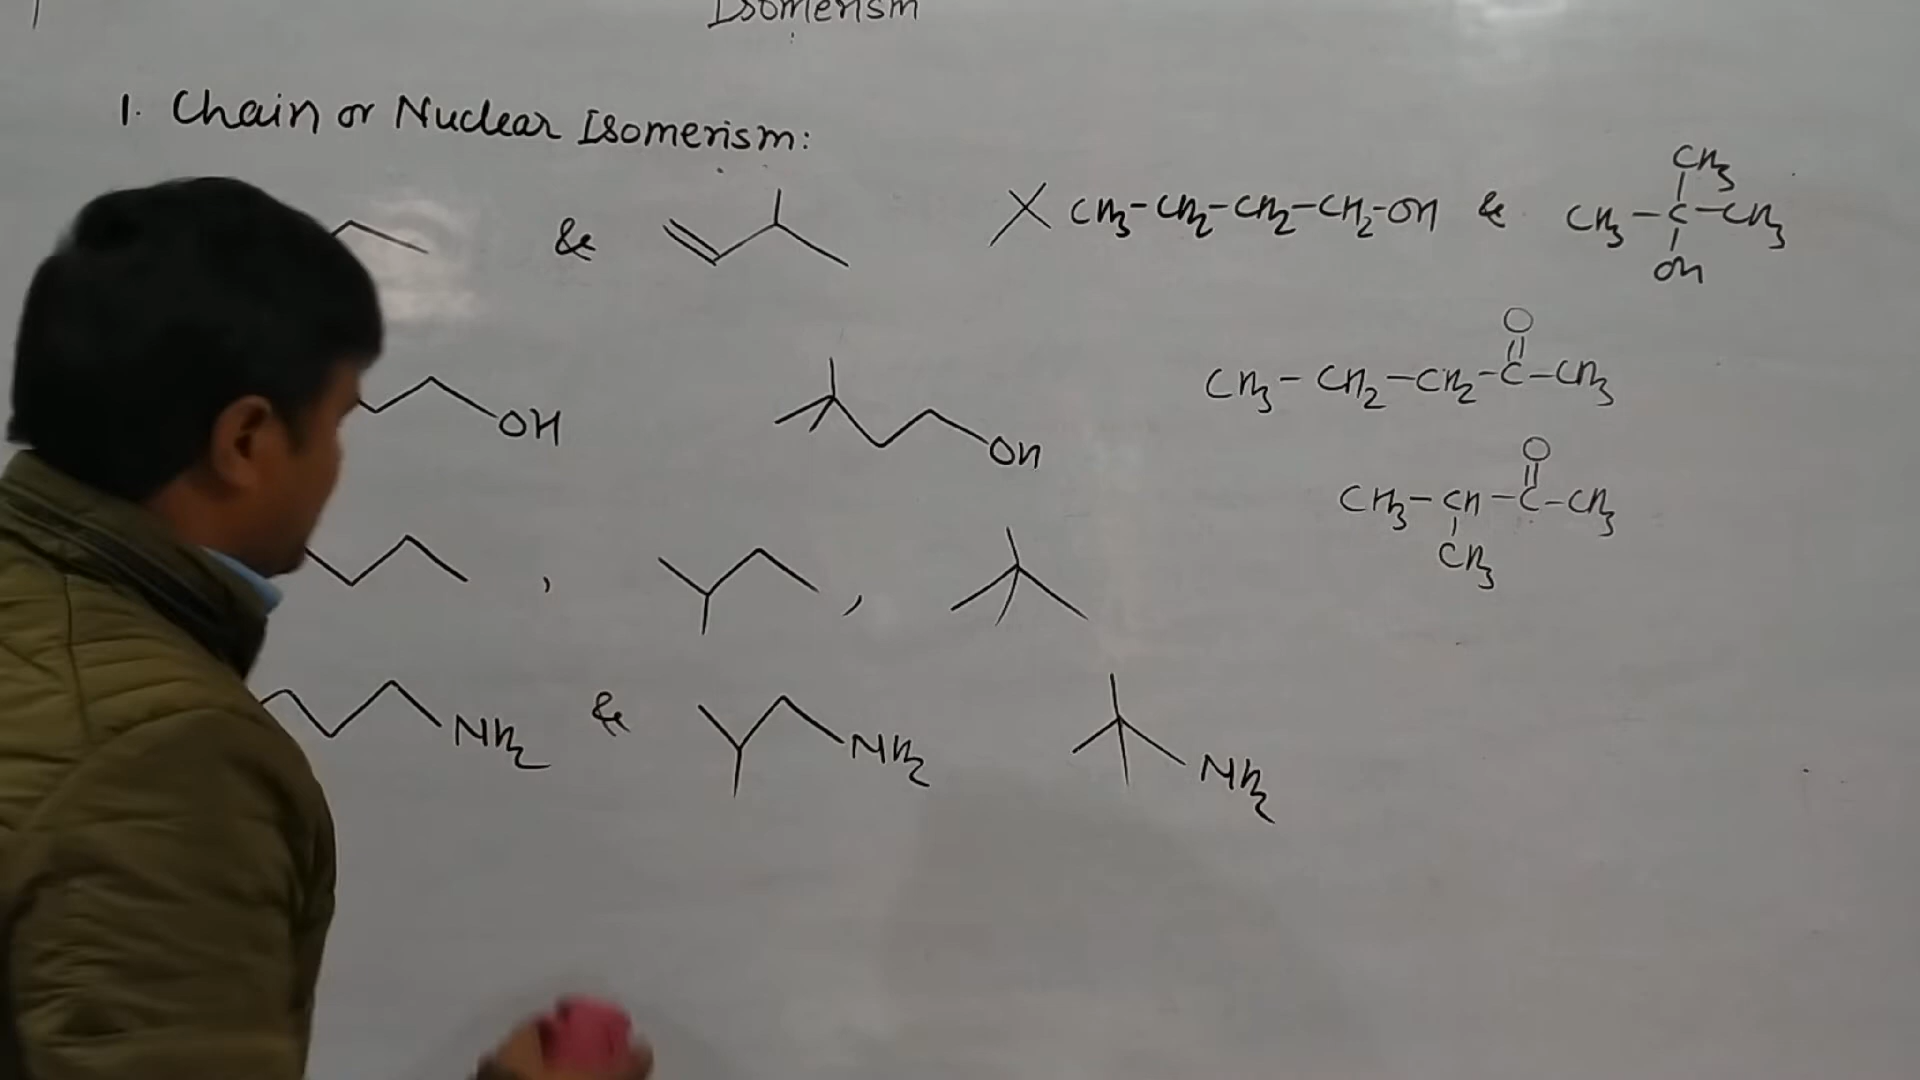 Isomerism
1. Chain or Nuclear Isomerism:
& X CH3-CH2-CH2-CH2-OH & CH3-C-CH3
CH3
OH
OH
OH
CH3-CH2-CH2-C-CH3
O
CH3-CH-C-CH3
O
CH3
, ,
NH2 & NH2 NH2